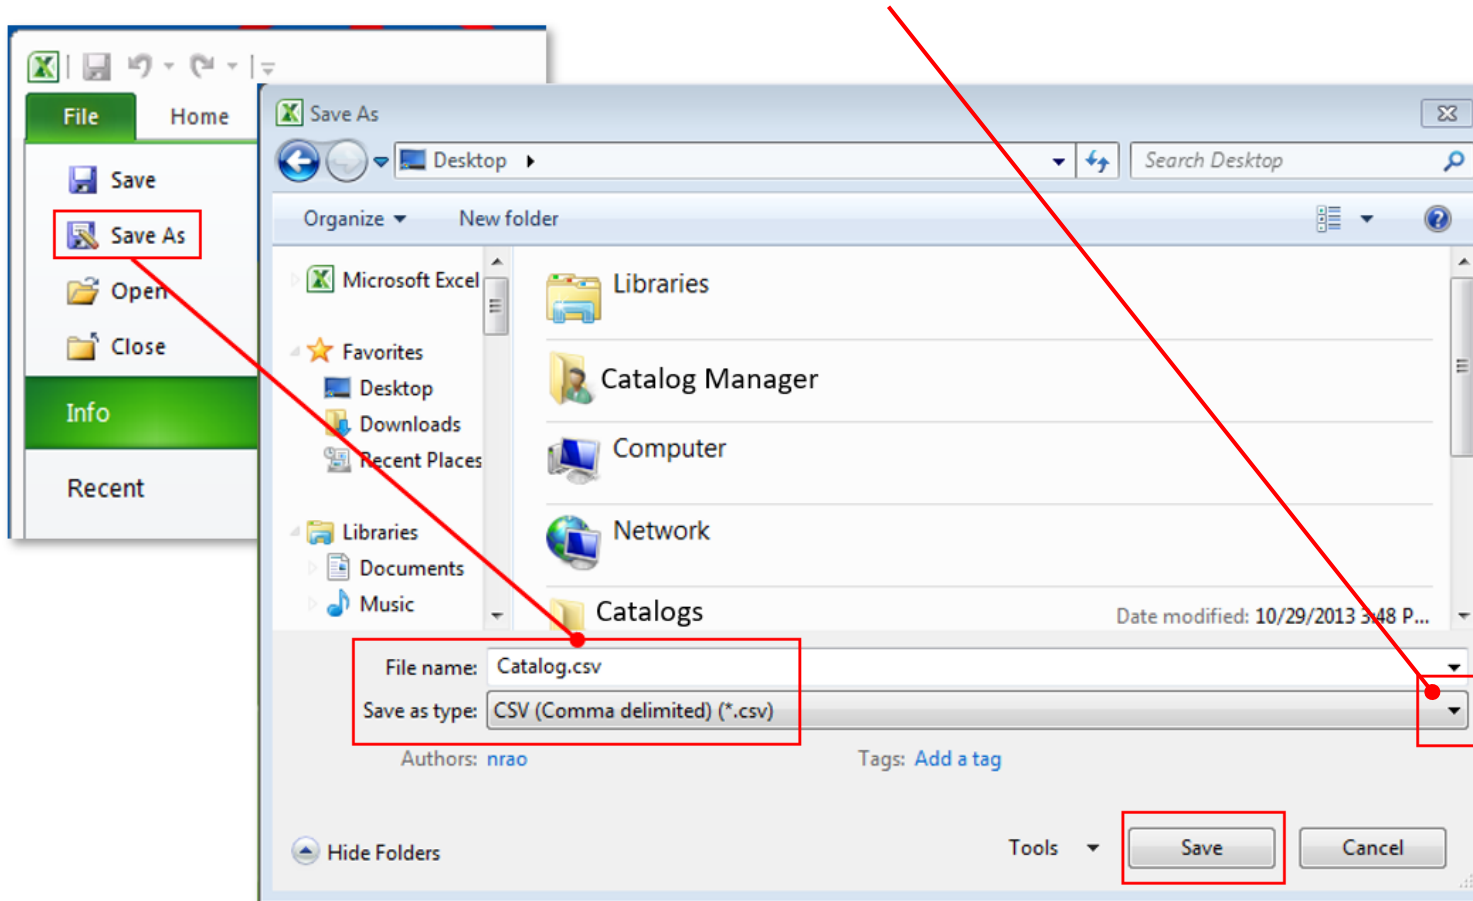 File Home
Save
Save As
Open
Close
Info
Recent
Save As
Desktop
Search Desktop
Organize New folder
Microsoft Excel
Favorites
Desktop
Downloads
Recent Places
Libraries
Documents
Music
Libraries
Catalog Manager
Computer
Network
Catalogs Date modified: 10/29/2013 3:48 P...
File name: Catalog.csv
Save as type: CSV (Comma delimited) (*.csv)
Authors: nrao Tags: Add a tag
Hide Folders Tools Save Cancel